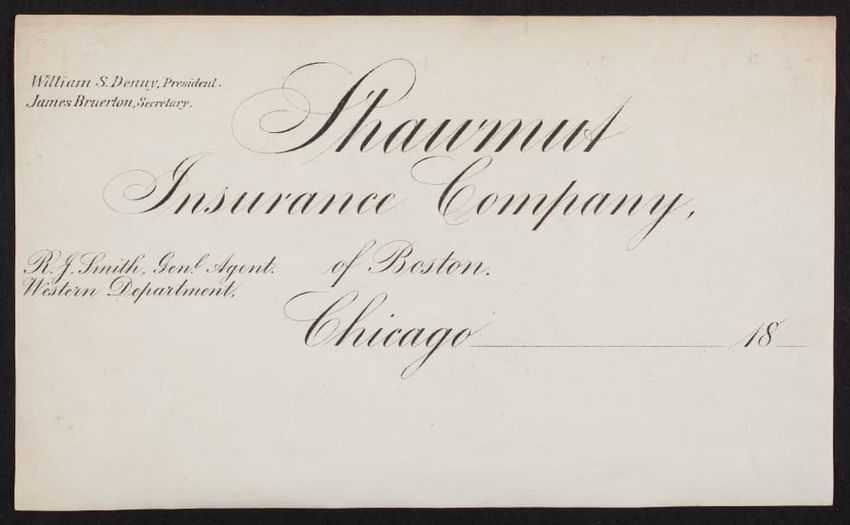 William S. Denny, President.
James Bruerton, Secretary.
Shawmut
Insurance Company,
R. J. Smith, Genl. Agent.
Western Department,
of Boston.
Chicago 18